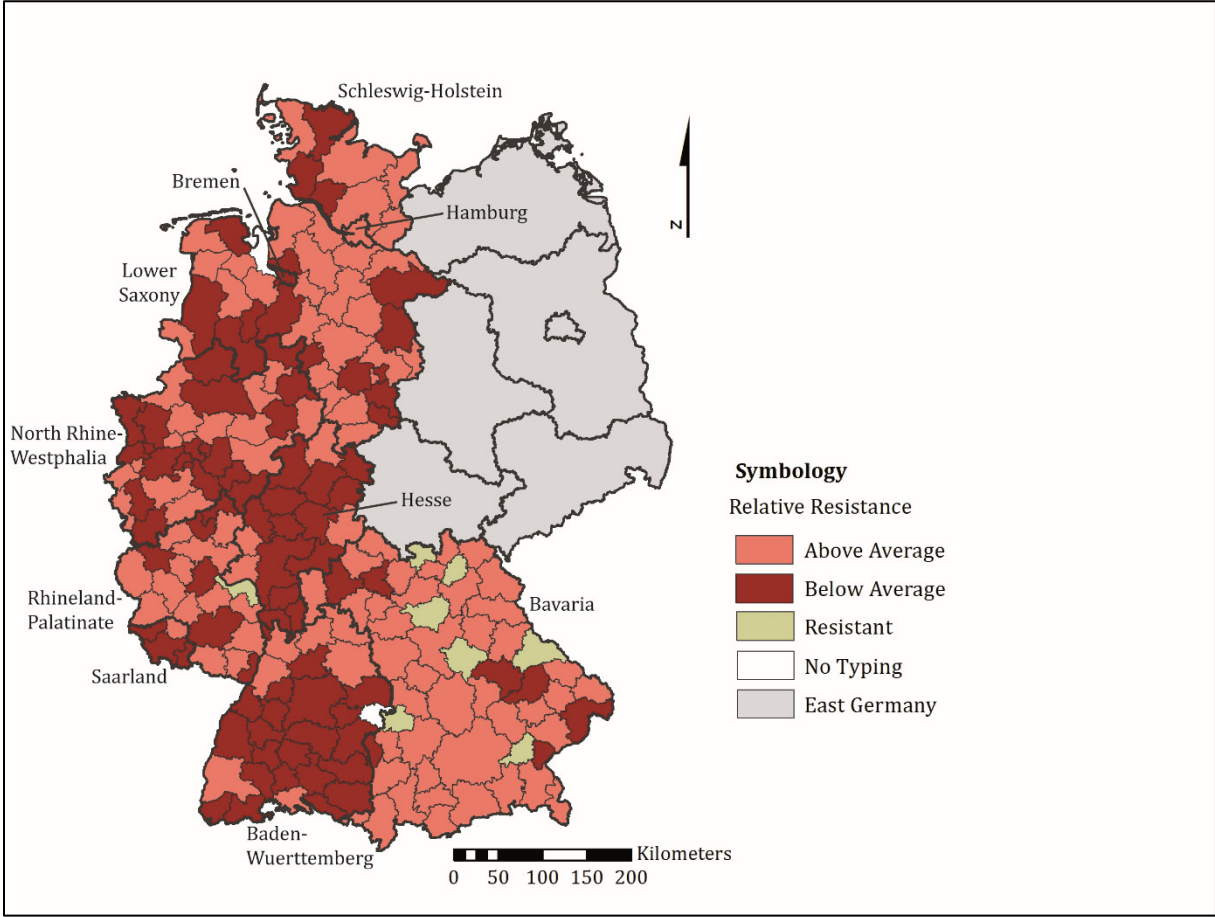 Schleswig-Holstein
Bremen
Hamburg
N
Lower
Saxony
North Rhine-
Westphalia
Hesse
Symbology
Relative Resistance
Above Average
Below Average
Resistant
No Typing
East Germany
Rhineland-
Palatinate
Bavaria
Saarland
Baden-
Wuerttemberg
Kilometers
0 50 100 150 200